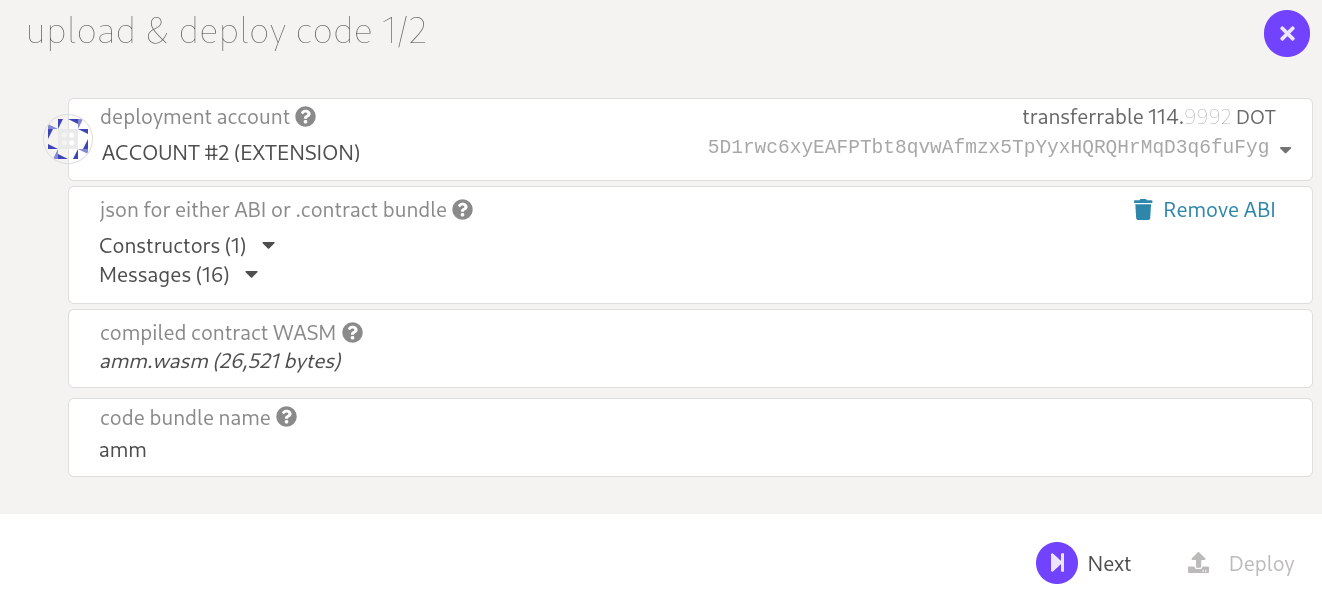 upload & deploy code 1/2
deployment account
transferrable 114.9992 DOT
ACCOUNT #2 (EXTENSION)
5D1rwc6xyEAFPTbt8qvwAfmzx5TpYyxHQRQHrMqD3q6fuFyg
json for either ABI or .contract bundle
Remove ABI
Constructors (1)
Messages (16)
compiled contract WASM
amm.wasm (26,521 bytes)
code bundle name
amm
Next
Deploy